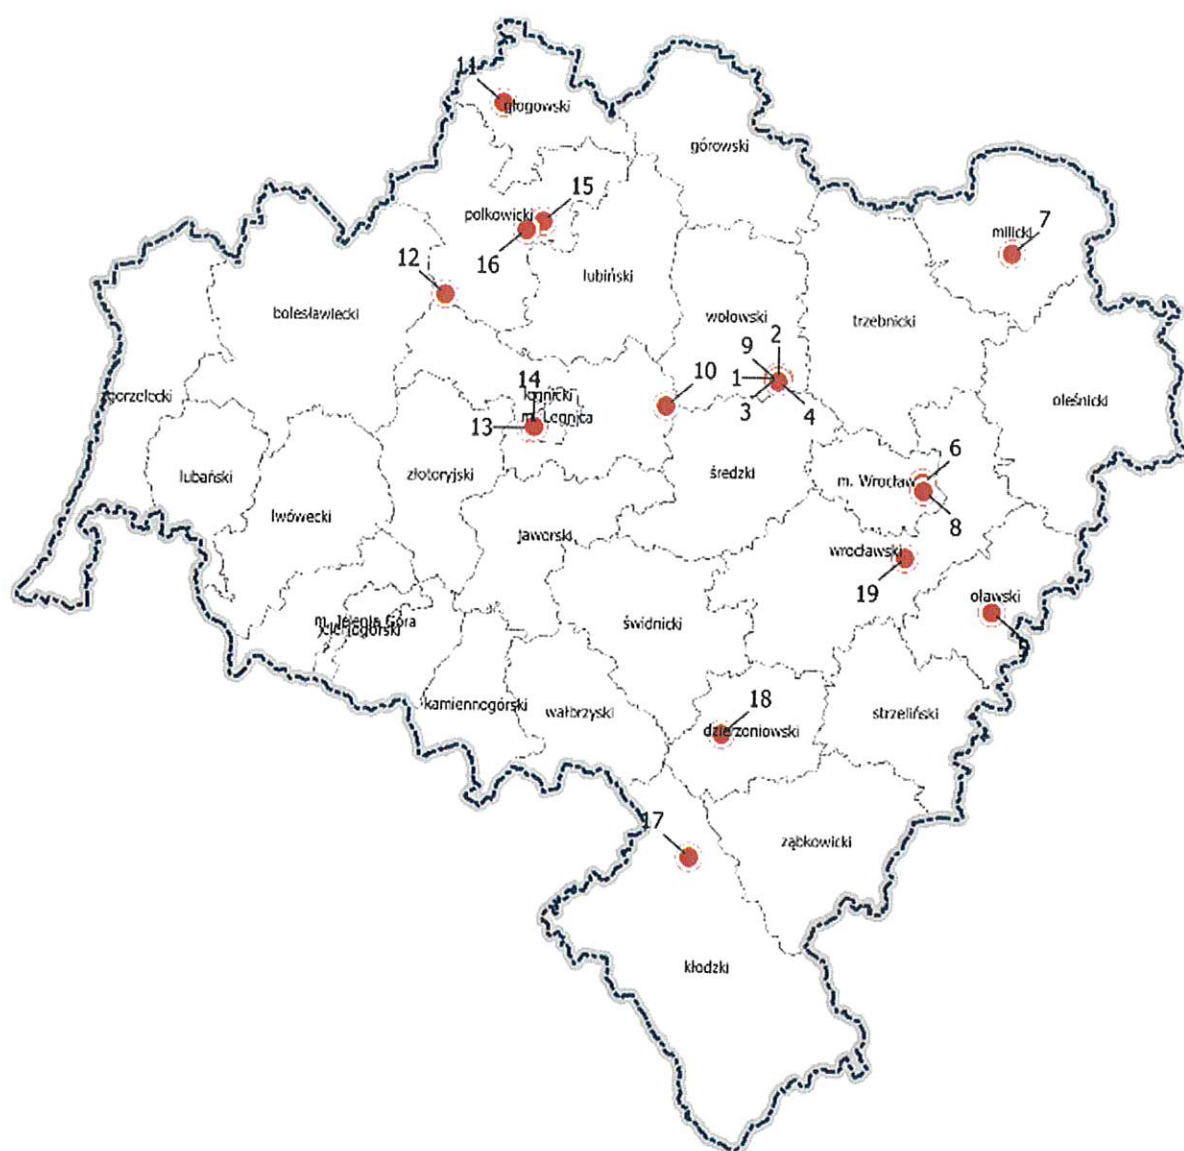 11
głogowski
górowski
15
polkowicki
16
7
milicki
12
lubiński
bolesławiecki
wołowski
trzebnicki
2
9
1
3
4
10
14
m. Legnica
13
zgorzelecki
oleśnicki
lubański
złotoryjski
średzki
6
m. Wrocław
8
lwówecki
jaworski
wrocławski
19
oławski
m. Jelenia Góra
świdnicki
kamiennogórski
wałbrzyski
18
dzierżoniowski
strzeliński
17
ząbkowicki
kłodzki